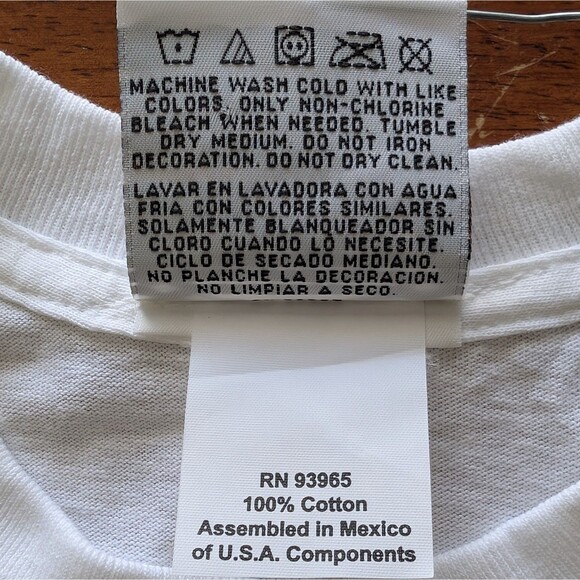 MACHINE WASH COLD WITH LIKE
COLORS. ONLY NON-CHLORINE
BLEACH WHEN NEEDED. TUMBLE
DRY MEDIUM. DO NOT IRON
DECORATION. DO NOT DRY CLEAN.
LAVAR EN LAVADORA CON AGUA
FRIA CON COLORES SIMILARES.
SOLAMENTE BLANQUEADOR SIN
CLORO CUANDO LO NECESITE.
CICLO DE SECADO MEDIANO.
NO PLANCHE LA DECORACION.
NO LIMPIAR A SECO.
RN 93965
100% Cotton
Assembled in Mexico
of U.S.A. Components